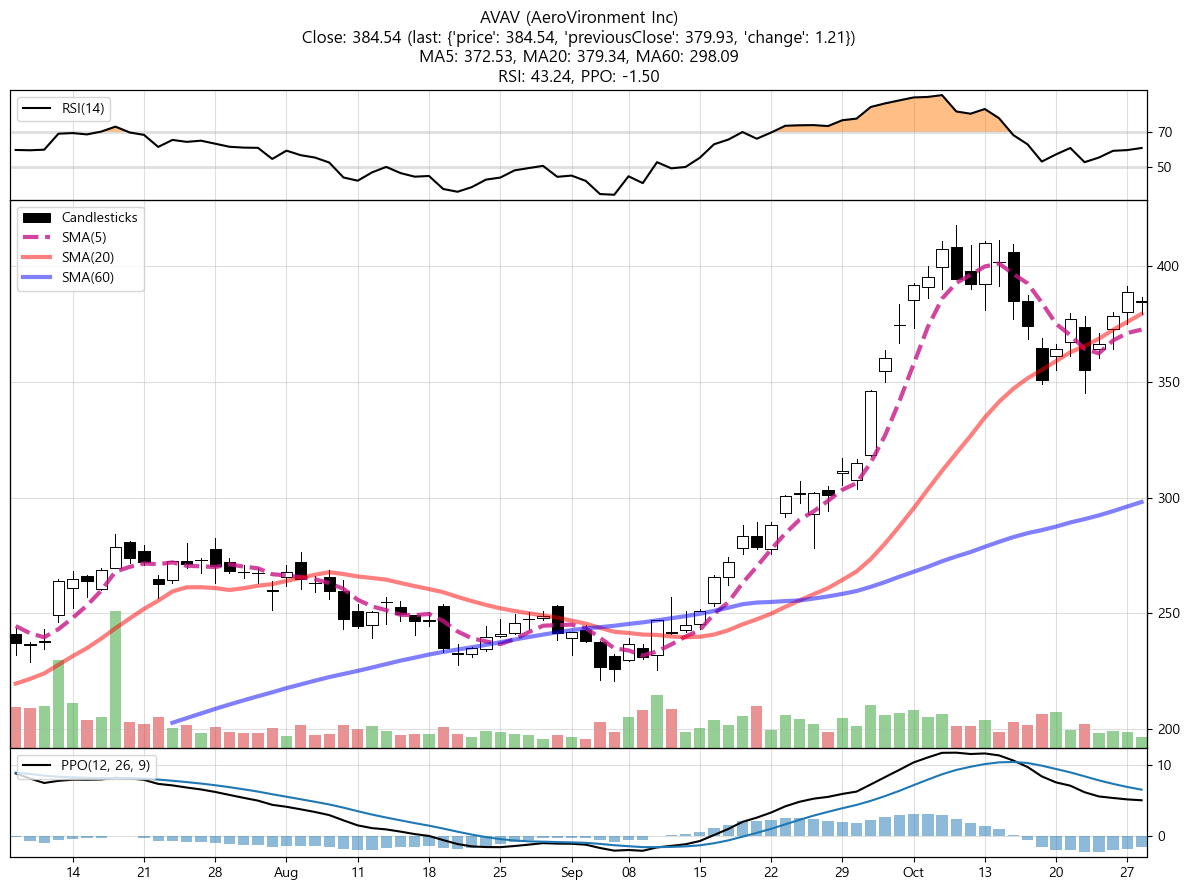 AVAV (AeroVironment Inc)
Close: 384.54 (last: {'price': 384.54, 'previousClose': 379.93, 'change': 1.21})
MA5: 372.53, MA20: 379.34, MA60: 298.09
RSI: 43.24, PPO: -1.50
RSI(14)
70
50
Candlesticks
SMA(5)
SMA(20)
SMA(60)
400
350
300
250
200
PPO(12, 26, 9)
10
0
14 21 28 Aug 11 18 25 Sep 08 15 22 29 Oct 13 20 27